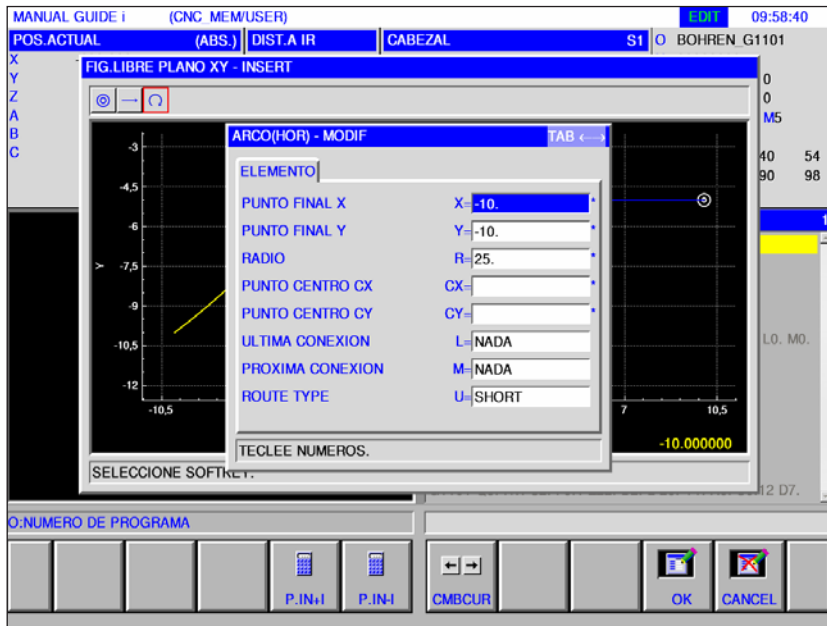 MANUAL GUIDE i (CNC_MEM/USER) EDIT 09:58:40
POS.ACTUAL (ABS.) DIST.A IR CABEZAL S1 O BOHREN_G1101
X
Y 0
Z 0
A M5
B
C 40 54
90 98
FIG.LIBRE PLANO XY - INSERT
ARCO(HOR) - MODIF TAB ←→
ELEMENTO
PUNTO FINAL X X=-10. *
PUNTO FINAL Y Y=-10. *
RADIO R=25. *
PUNTO CENTRO CX CX= *
PUNTO CENTRO CY CY= *
ULTIMA CONEXION L=NADA
PROXIMA CONEXION M=NADA
ROUTE TYPE U=SHORT
TECLEE NUMEROS.
-3
-4,5
-6
Y -7,5
-9
-10,5
-12
-10,5 7 10,5
-10.000000
1
L0. M0.
SELECCIONE SOFTKEY.
12 D7.
O:NUMERO DE PROGRAMA
P.IN+I P.IN-I CMBCUR OK CANCEL